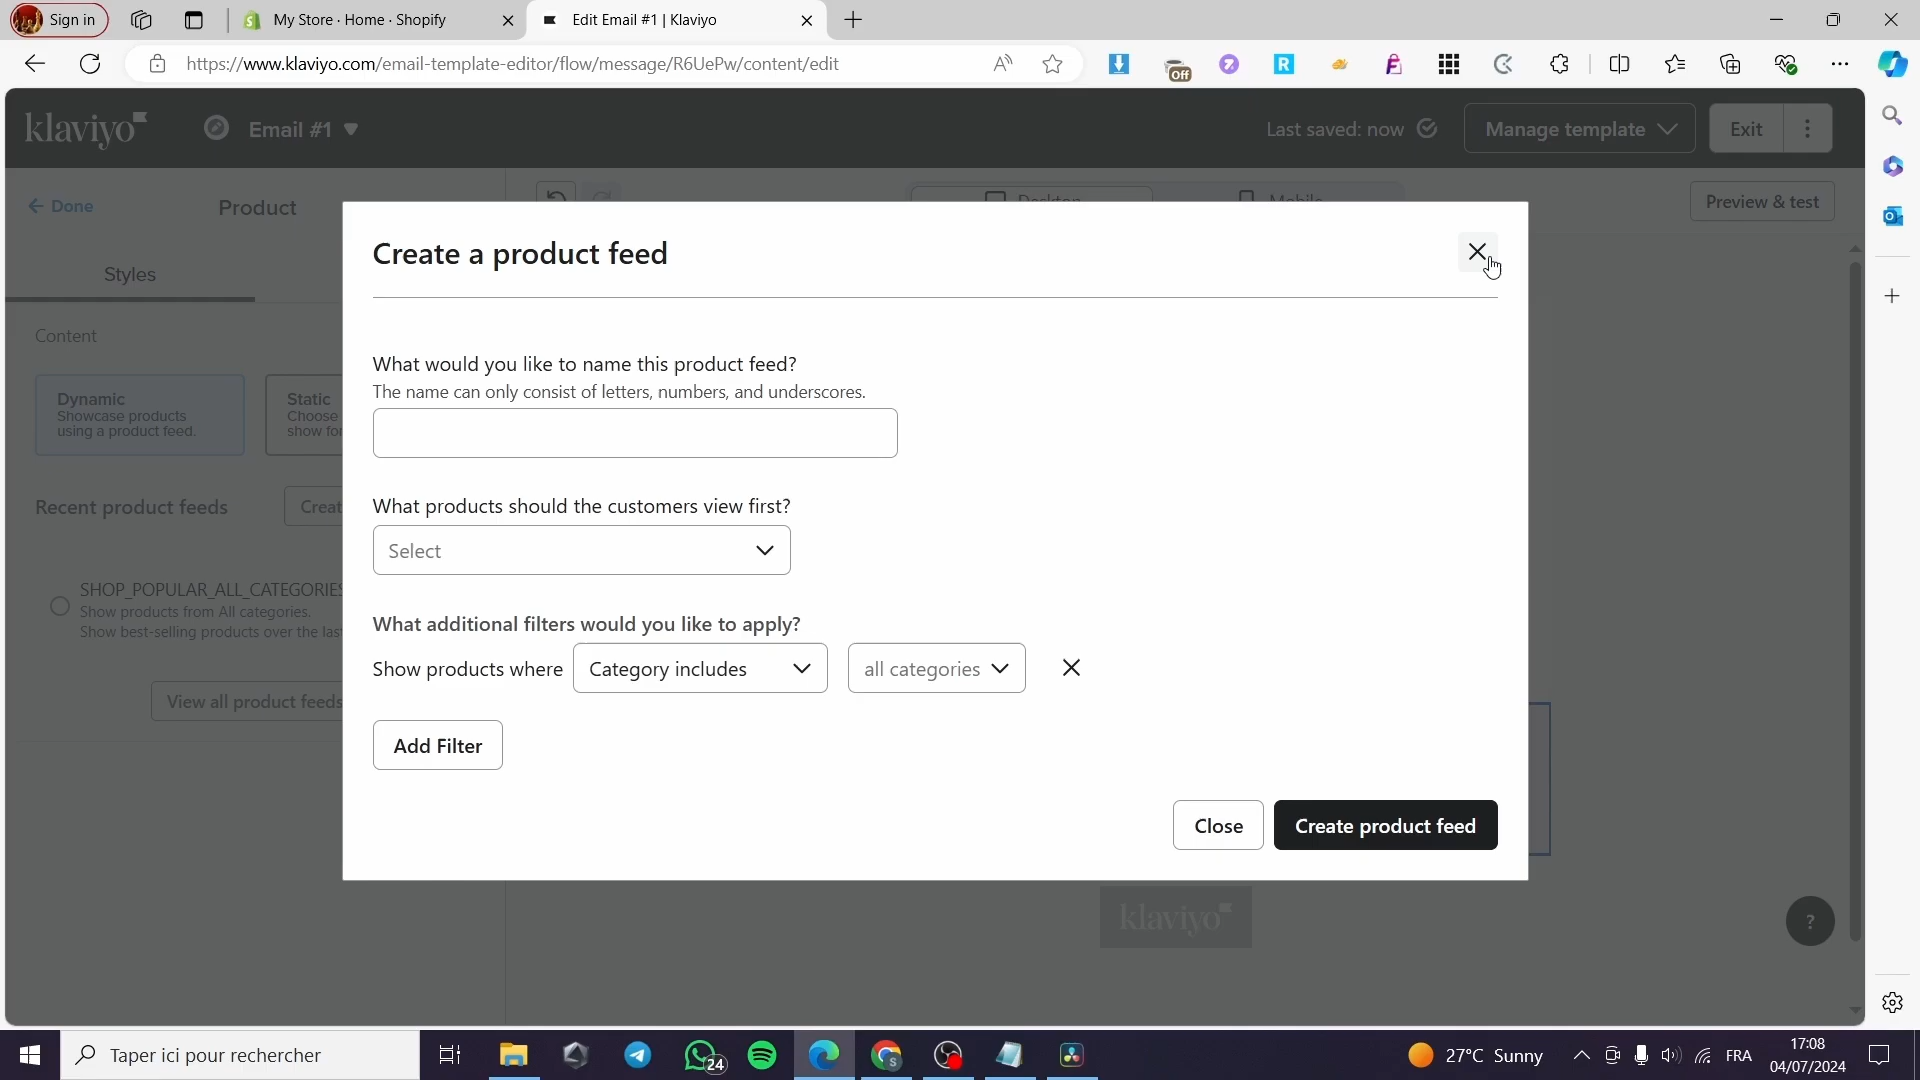 Sign in
My Store · Home · Shopify
Edit Email #1 | Klaviyo
https://www.klaviyo.com/email-template-editor/flow/message/R6UePw/content/edit
Off
klaviyo
Email #1
Last saved: now
Manage template
Exit
← Done
Product
Desktop
Mobile
Preview & test
Styles
Content
Dynamic
Showcase products
using a product feed.
Static
Choose
show for
Recent product feeds
Creat
SHOP_POPULAR_ALL_CATEGORIES
Show products from All categories.
Show best-selling products over the las
View all product feeds
Create a product feed
What would you like to name this product feed?
The name can only consist of letters, numbers, and underscores.
What products should the customers view first?
Select
What additional filters would you like to apply?
Show products where
Category includes
all categories
Add Filter
Close
Create product feed
klaviyo
?
Taper ici pour rechercher
24
27°C Sunny
FRA
17:08
04/07/2024